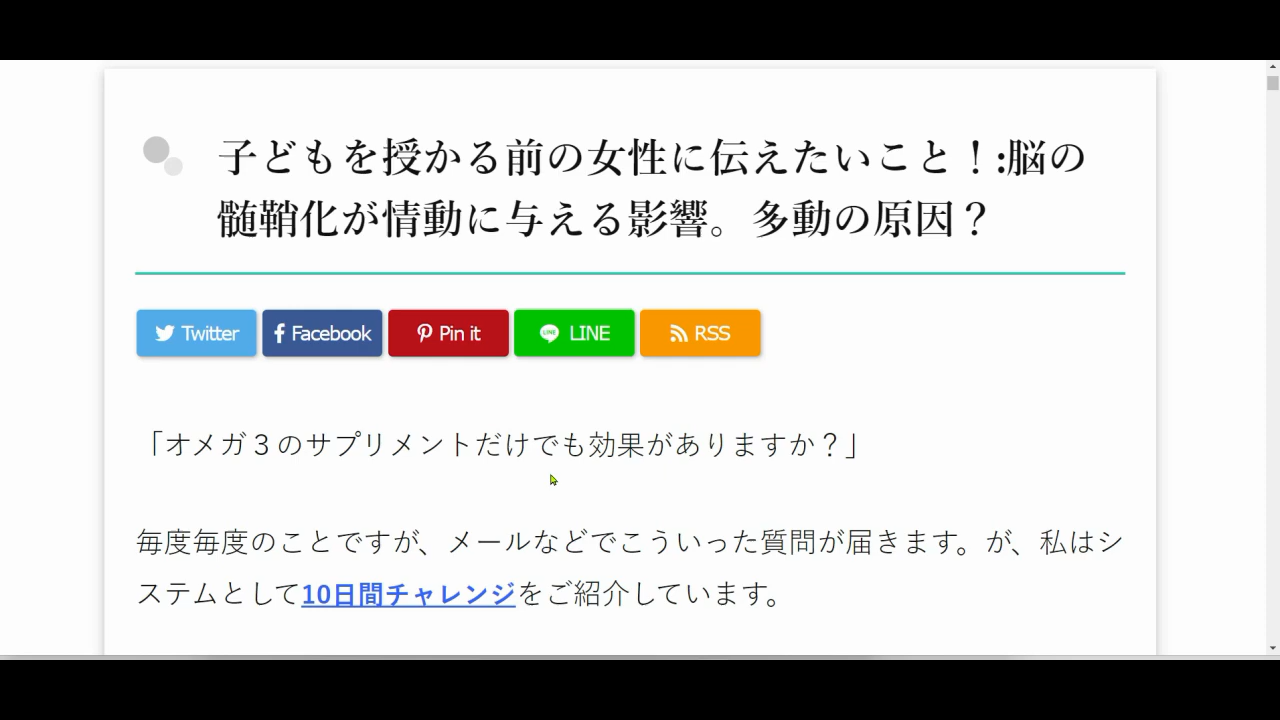 子どもを授かる前の女性に伝えたいこと！:脳の
髄鞘化が情動に与える影響。多動の原因？
Twitter Facebook Pin it LINE RSS
「オメガ３のサプリメントだけでも効果がありますか？」
毎度毎度のことですが、メールなどでこういった質問が届きます。が、私はシ
ステムとして10日間チャレンジをご紹介しています。